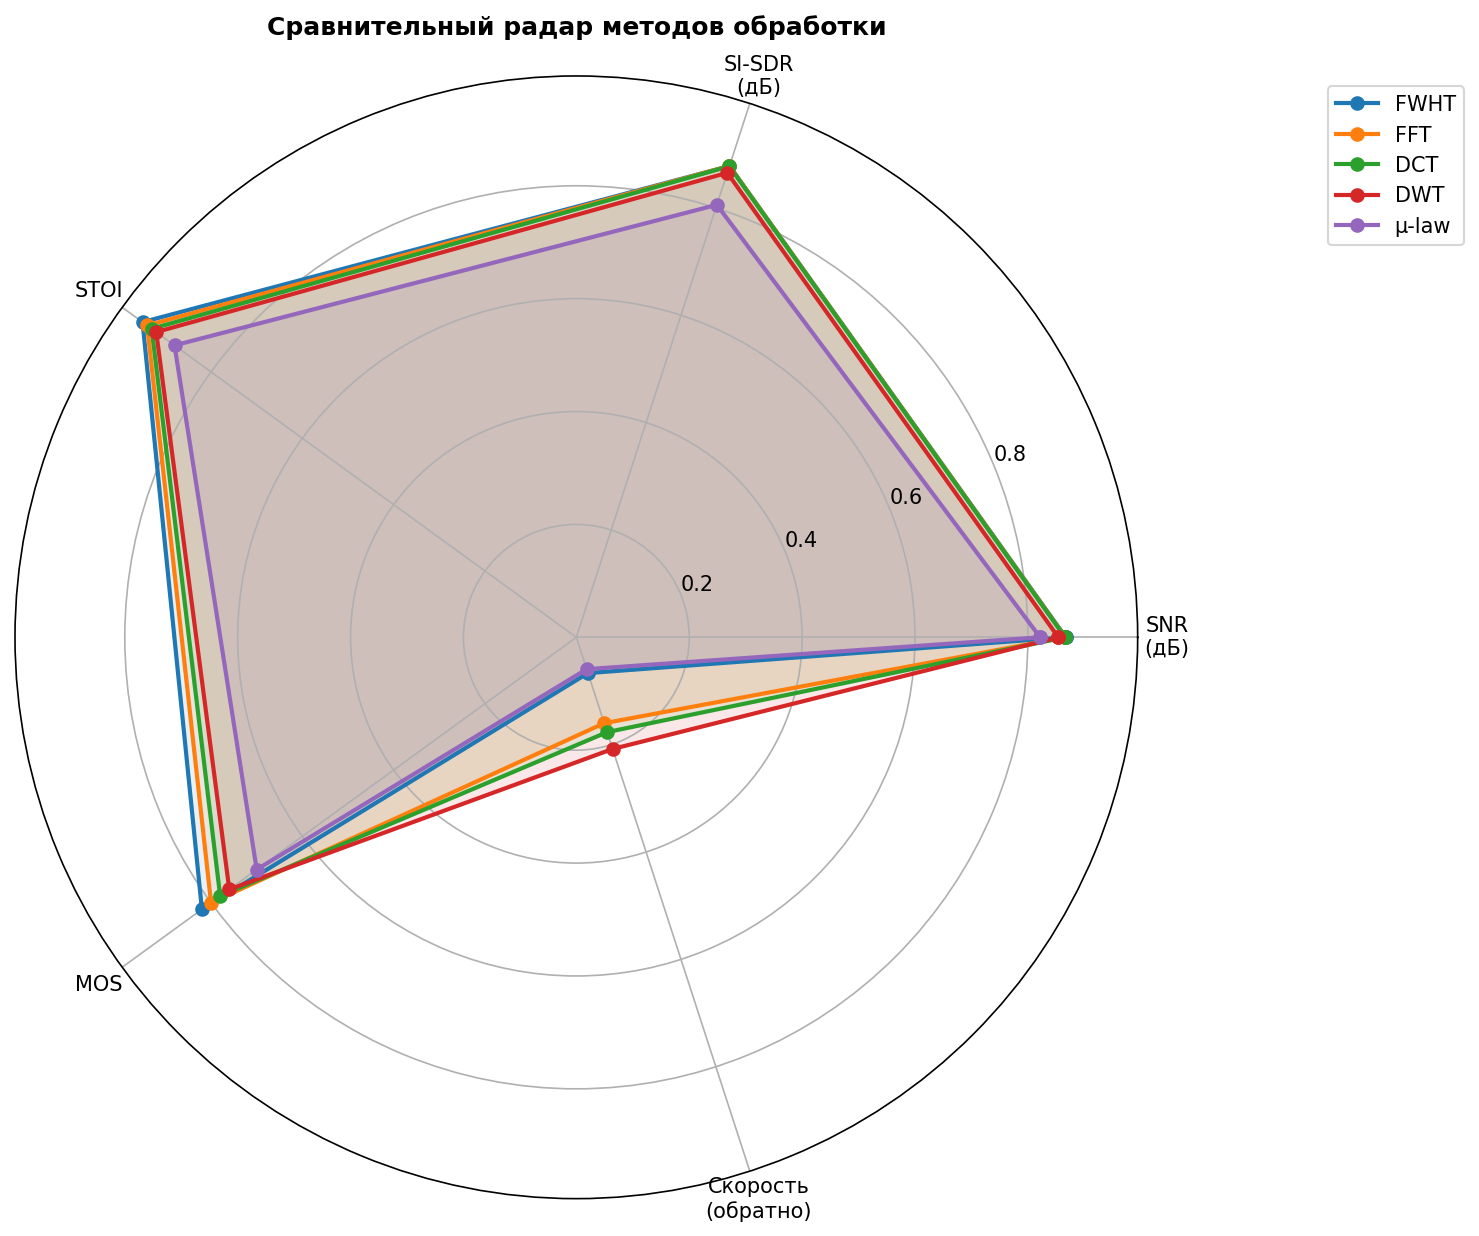 Сравнительный радар методов обработки
SI-SDR
(дБ)
FWHT
FFT
DCT
DWT
μ-law
STOI
0.8
0.6
0.4
0.2
SNR
(дБ)
MOS
Скорость
(обратно)